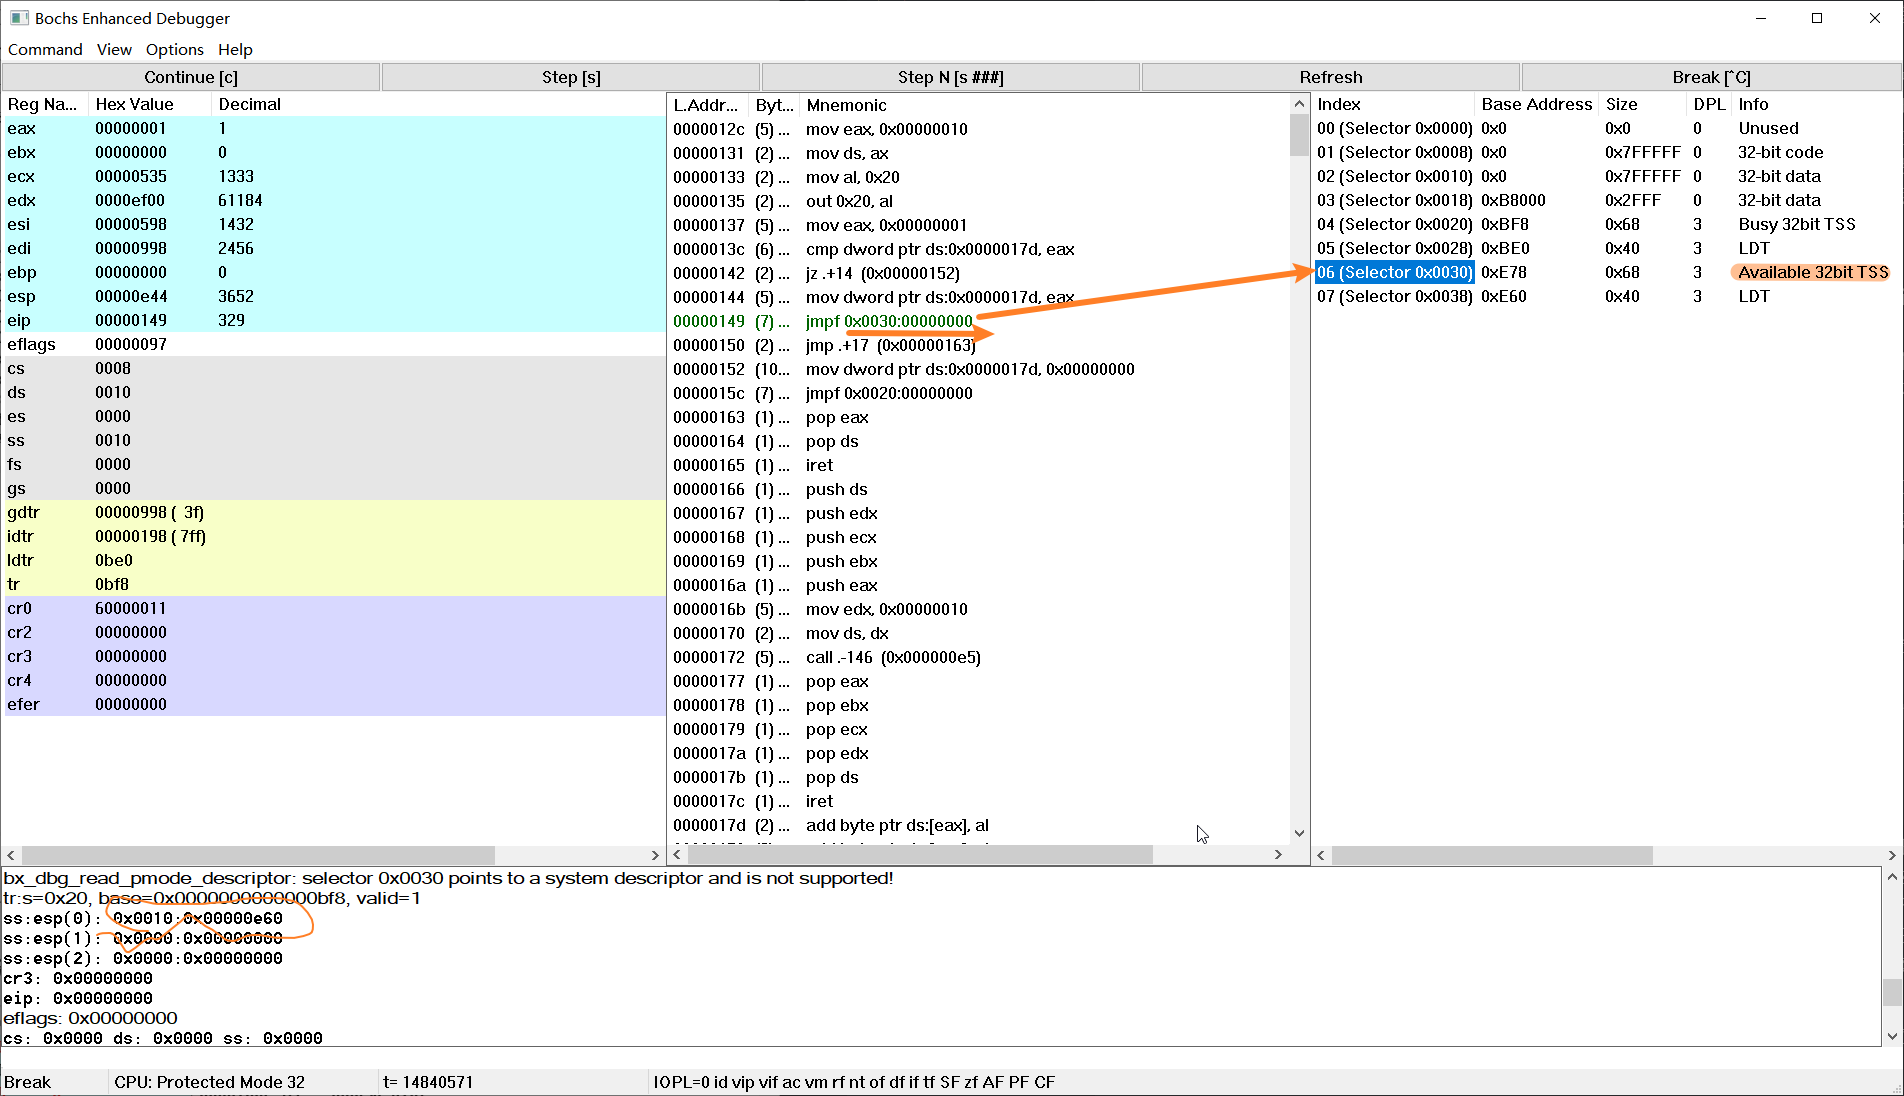 Bochs Enhanced Debugger
Command View Options Help
Continue [c] Step [s] Step N [s ###] Refresh Break [^C]
Reg Na... Hex Value Decimal
eax 00000001 1
ebx 00000000 0
ecx 00000535 1333
edx 0000ef00 61184
esi 00000598 1432
edi 00000998 2456
ebp 00000000 0
esp 00000e44 3652
eip 00000149 329
eflags 00000097
cs 0008
ds 0010
es 0000
ss 0010
fs 0000
gs 0000
gdtr 00000998 ( 3f)
idtr 00000198 ( 7ff)
ldtr 0be0
tr 0bf8
cr0 60000011
cr2 00000000
cr3 00000000
cr4 00000000
efer 00000000
L.Addr... Byt... Mnemonic
0000012c (5) ... mov eax, 0x00000010
00000131 (2) ... mov ds, ax
00000133 (2) ... mov al, 0x20
00000135 (2) ... out 0x20, al
00000137 (5) ... mov eax, 0x00000001
0000013c (6) ... cmp dword ptr ds:0x0000017d, eax
00000142 (2) ... jz .+14 (0x00000152)
00000144 (5) ... mov dword ptr ds:0x0000017d, eax
00000149 (7) ... jmpf 0x0030:00000000
00000150 (2) ... jmp .+17 (0x00000163)
00000152 (10... mov dword ptr ds:0x0000017d, 0x00000000
0000015c (7) ... jmpf 0x0020:00000000
00000163 (1) ... pop eax
00000164 (1) ... pop ds
00000165 (1) ... iret
00000166 (1) ... push ds
00000167 (1) ... push edx
00000168 (1) ... push ecx
00000169 (1) ... push ebx
0000016a (1) ... push eax
0000016b (5) ... mov edx, 0x00000010
00000170 (2) ... mov ds, dx
00000172 (5) ... call .-146 (0x000000e5)
00000177 (1) ... pop eax
00000178 (1) ... pop ebx
00000179 (1) ... pop ecx
0000017a (1) ... pop edx
0000017b (1) ... pop ds
0000017c (1) ... iret
0000017d (2) ... add byte ptr ds:[eax], al
Index Base Address Size DPL Info
00 (Selector 0x0000) 0x0 0x0 0 Unused
01 (Selector 0x0008) 0x0 0x7FFFFF 0 32-bit code
02 (Selector 0x0010) 0x0 0x7FFFFF 0 32-bit data
03 (Selector 0x0018) 0xB8000 0x2FFF 0 32-bit data
04 (Selector 0x0020) 0xBF8 0x68 3 Busy 32bit TSS
05 (Selector 0x0028) 0xBE0 0x40 3 LDT
06 (Selector 0x0030) 0xE78 0x68 3 Available 32bit TSS
07 (Selector 0x0038) 0xE60 0x40 3 LDT
bx_dbg_read_pmode_descriptor: selector 0x0030 points to a system descriptor and is not supported!
tr:s=0x20, base=0x0000000000000bf8, valid=1
ss:esp(0): 0x0010:0x00000e60
ss:esp(1): 0x0000:0x00000000
ss:esp(2): 0x0000:0x00000000
cr3: 0x00000000
eip: 0x00000000
eflags: 0x00000000
cs: 0x0000 ds: 0x0000 ss: 0x0000
Break CPU: Protected Mode 32 t= 14840571 IOPL=0 id vip vif ac vm rf nt of df if tf SF zf AF PF CF